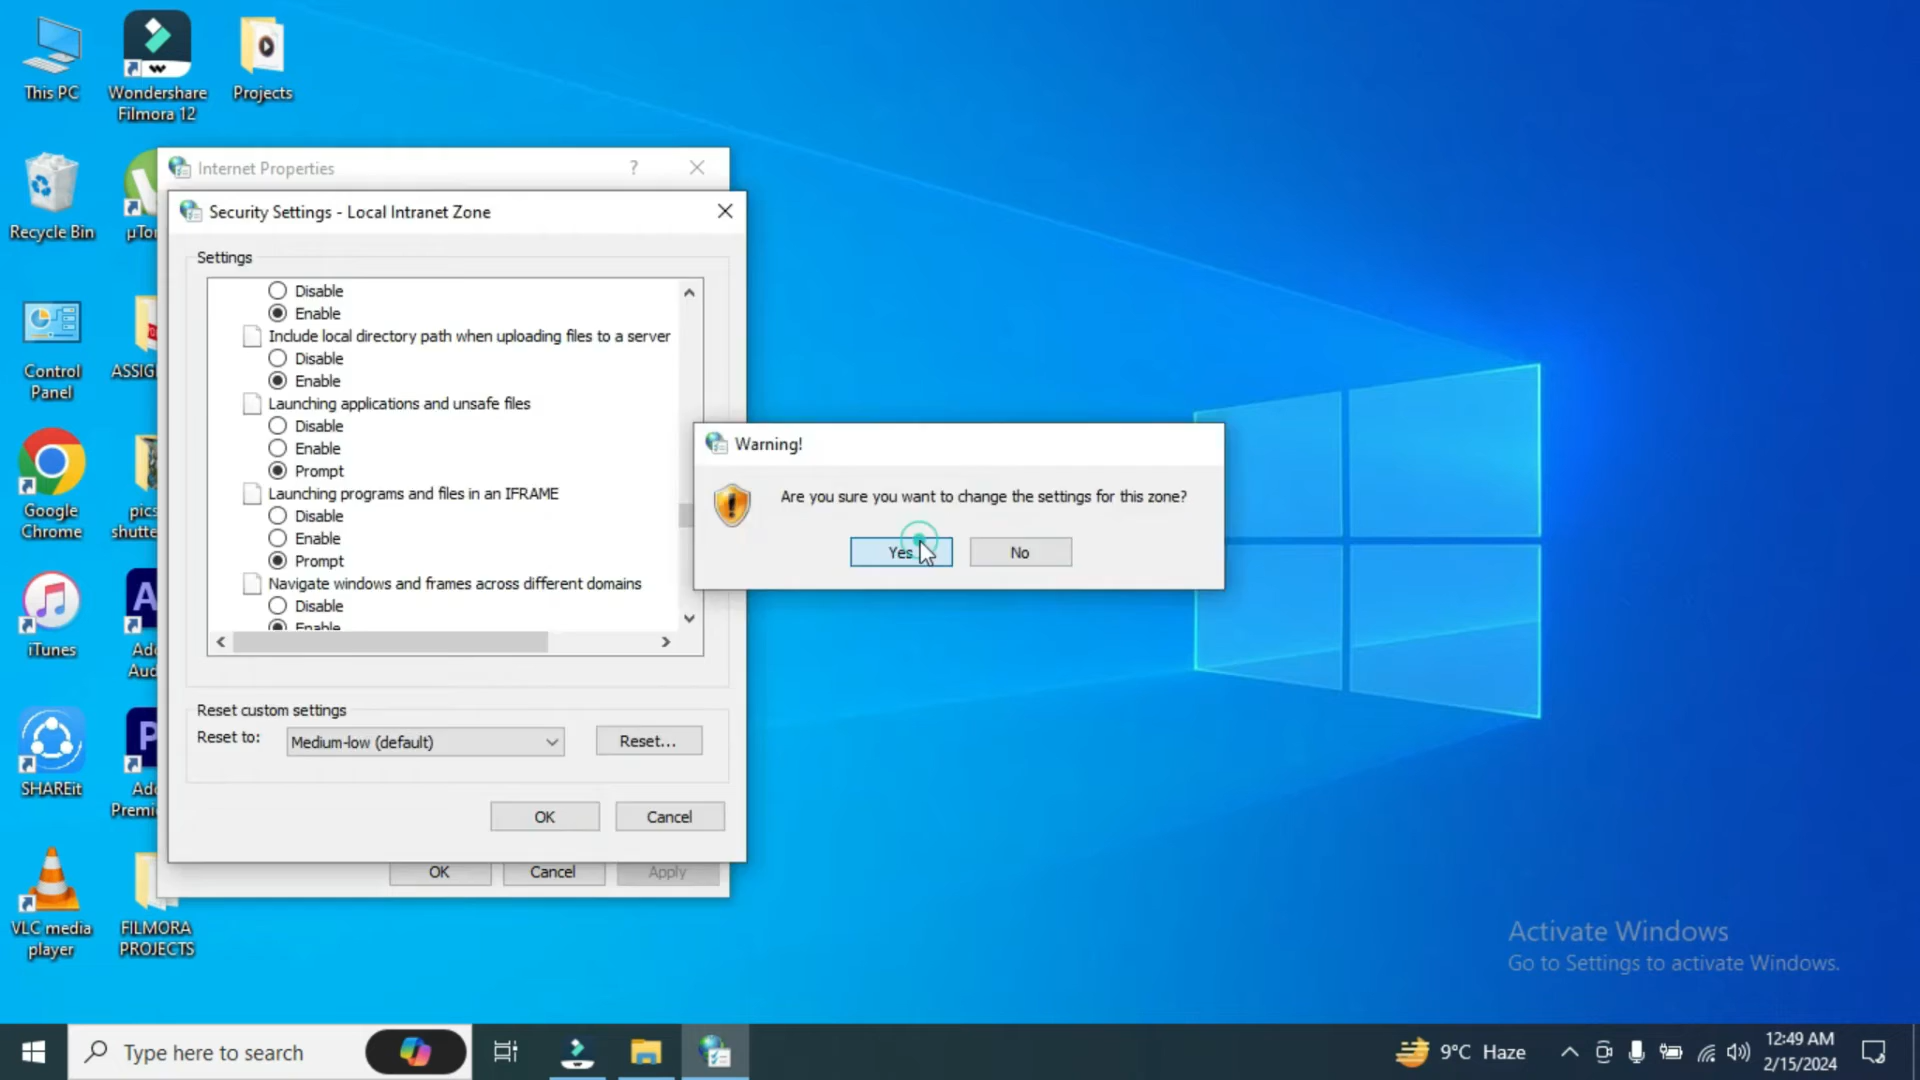 This PC
Wondershare
Filmora 12
Projects
Recycle Bin
µTor
Control
Panel
ASSIG
Google
Chrome
pics
shutte
iTunes
Ado
Aud
SHAREit
Ado
Premi
VLC media
player
FILMORA
PROJECTS
Internet Properties
?
Security Settings - Local Intranet Zone
Settings
Disable
Enable
Include local directory path when uploading files to a server
Disable
Enable
Launching applications and unsafe files
Disable
Enable
Prompt
Launching programs and files in an IFRAME
Disable
Enable
Prompt
Navigate windows and frames across different domains
Disable
Enable
Reset custom settings
Reset to:
Medium-low (default)
Reset...
OK
Cancel
OK
Cancel
Apply
Warning!
Are you sure you want to change the settings for this zone?
Yes
No
Activate Windows
Go to Settings to activate Windows.
Type here to search
9°C Haze
12:49 AM
2/15/2024